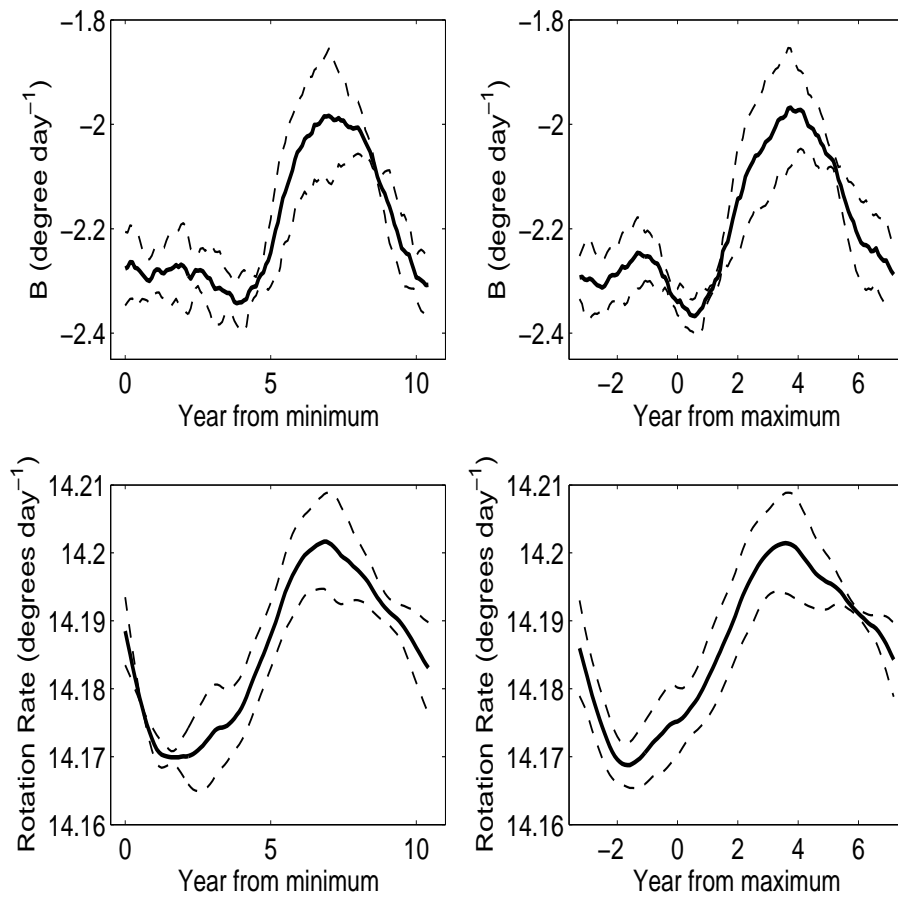 −1.8
−2
−2.2
−2.4
B (degree day⁻¹)
0 5 10
Year from minimum
−1.8
−2
−2.2
−2.4
B (degree day⁻¹)
−2 0 2 4 6
Year from maximum
14.21
14.2
14.19
14.18
14.17
14.16
Rotation Rate (degrees day⁻¹)
0 5 10
Year from minimum
14.21
14.2
14.19
14.18
14.17
14.16
Rotation Rate (degrees day⁻¹)
−2 0 2 4 6
Year from maximum